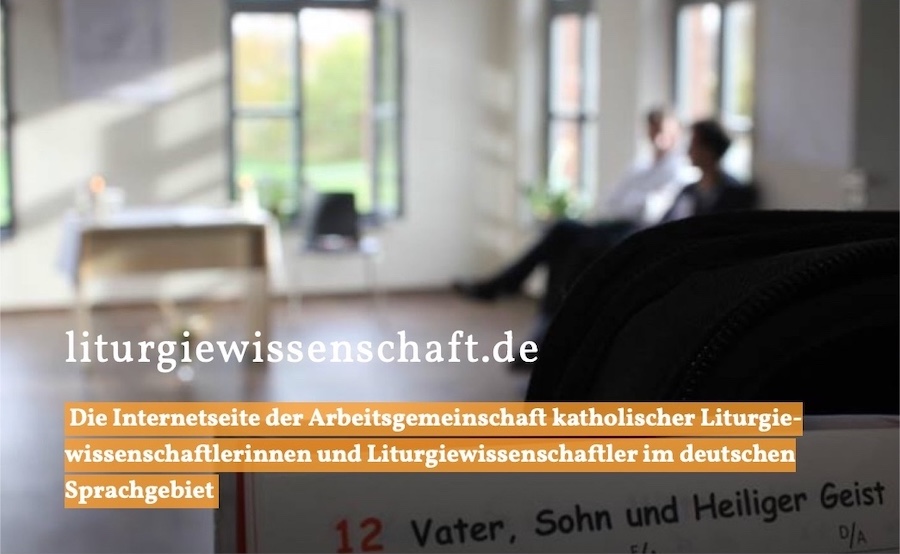 liturgiewissenschaft.de
Die Internetseite der Arbeitsgemeinschaft katholischer Liturgie-
wissenschaftlerinnen und Liturgiewissenschaftler im deutschen
Sprachgebiet
12 Vater, Sohn und Heiliger Geist
D/A